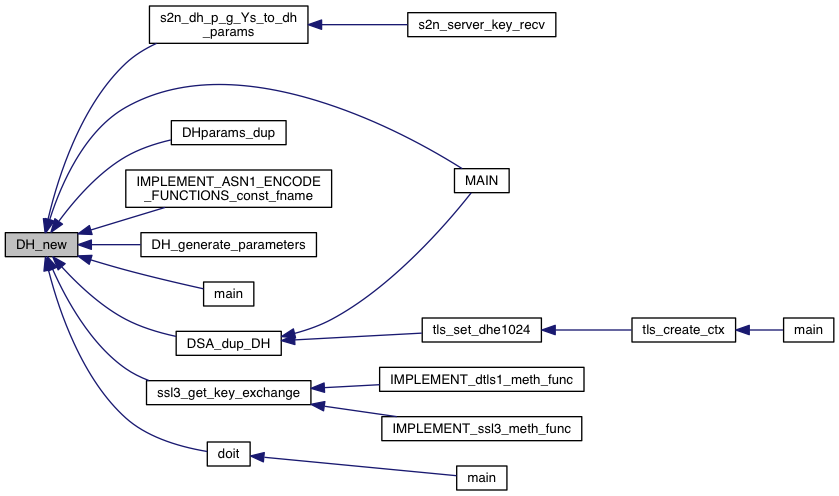 s2n_dh_p_g_Ys_to_dh
_params
s2n_server_key_recv
DHparams_dup
MAIN
IMPLEMENT_ASN1_ENCODE
_FUNCTIONS_const_fname
DH_new
DH_generate_parameters
main
DSA_dup_DH
tls_set_dhe1024
tls_create_ctx
main
ssl3_get_key_exchange
IMPLEMENT_dtls1_meth_func
IMPLEMENT_ssl3_meth_func
doit
main